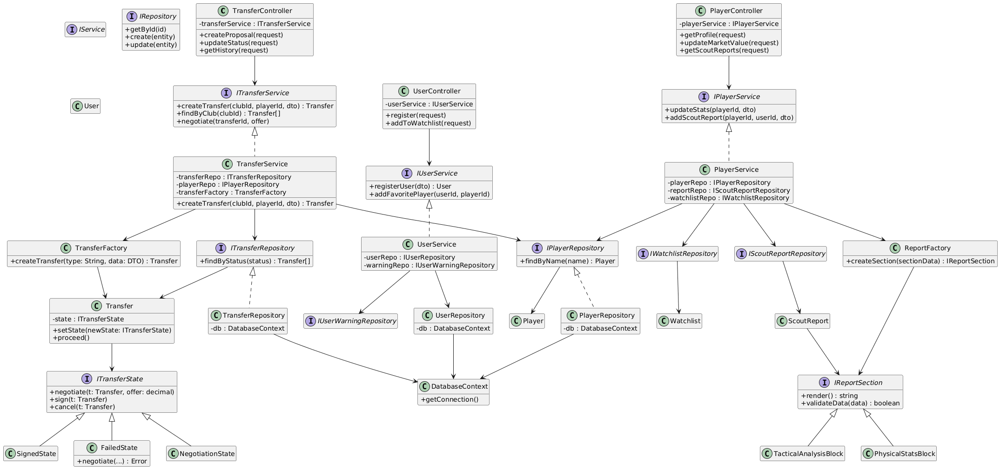 IService
IRepository
+getById(id)
+create(entity)
+update(entity)
TransferController
-transferService : ITransferService
+createProposal(request)
+updateStatus(request)
+getHistory(request)
PlayerController
-playerService : IPlayerService
+getProfile(request)
+updateMarketValue(request)
+getScoutReports(request)
User
ITransferService
+createTransfer(clubId, playerId, dto) : Transfer
+findByClub(clubId) : Transfer[]
+negotiate(transferId, offer)
UserController
-userService : IUserService
+register(request)
+addToWatchlist(request)
IPlayerService
+updateStats(playerId, dto)
+addScoutReport(playerId, userId, dto)
TransferService
-transferRepo : ITransferRepository
-playerRepo : IPlayerRepository
-transferFactory : TransferFactory
+createTransfer(clubId, playerId, dto) : Transfer
IUserService
+registerUser(dto) : User
+addFavoritePlayer(userId, playerId)
PlayerService
-playerRepo : IPlayerRepository
-reportRepo : IScoutReportRepository
-watchlistRepo : IWatchlistRepository
TransferFactory
+createTransfer(type: String, data: DTO) : Transfer
ITransferRepository
+findByStatus(status) : Transfer[]
UserService
-userRepo : IUserRepository
-warningRepo : IUserWarningRepository
IPlayerRepository
+findByName(name) : Player
IWatchlistRepository
IScoutReportRepository
ReportFactory
+createSection(sectionData) : IReportSection
Transfer
-state : ITransferState
+setState(newState: ITransferState)
+proceed()
TransferRepository
-db : DatabaseContext
IUserWarningRepository
UserRepository
-db : DatabaseContext
Player
PlayerRepository
-db : DatabaseContext
Watchlist
ScoutReport
ITransferState
+negotiate(t: Transfer, offer: decimal)
+sign(t: Transfer)
+cancel(t: Transfer)
DatabaseContext
+getConnection()
IReportSection
+render() : string
+validateData(data) : boolean
SignedState
FailedState
+negotiate(...) : Error
NegotiationState
TacticalAnalysisBlock
PhysicalStatsBlock